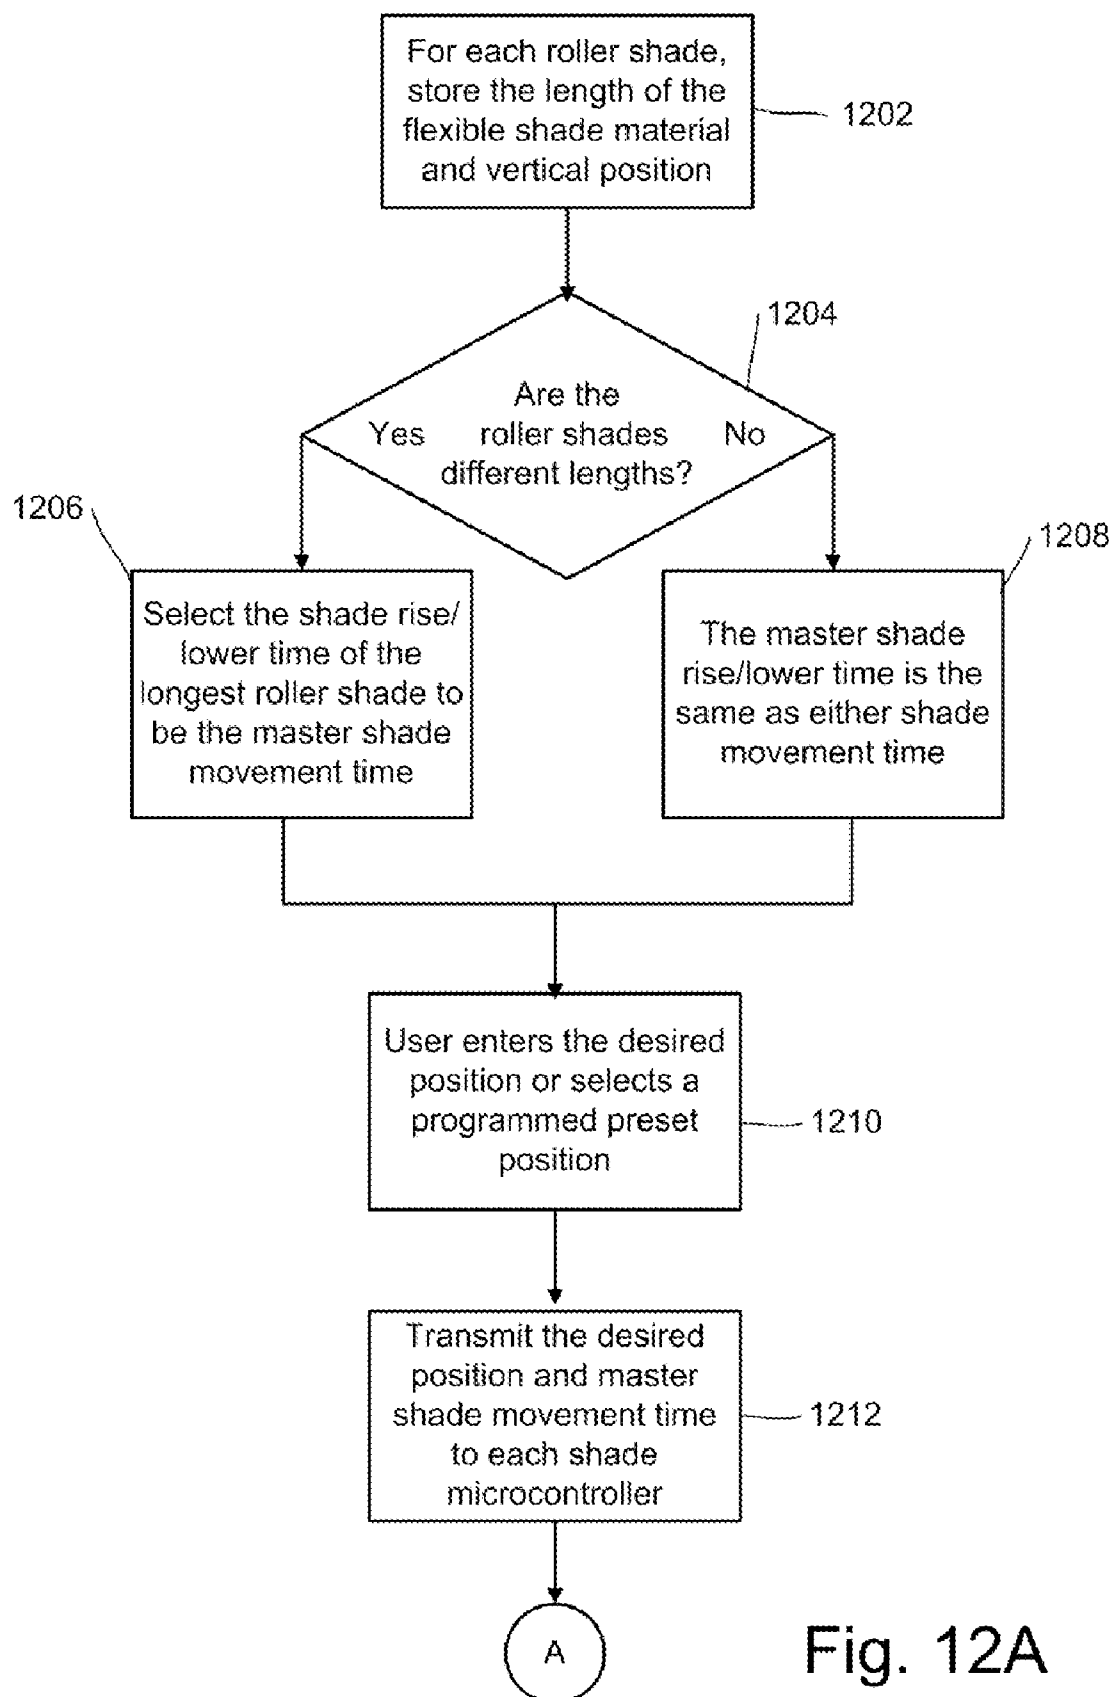 For each roller shade,
store the length of the
flexible shade material
and vertical position
1202
1204
Are the
roller shades
different lengths?
Yes
No
1206
1208
Select the shade rise/
lower time of the
longest roller shade to
be the master shade
movement time
The master shade
rise/lower time is the
same as either shade
movement time
User enters the desired
position or selects a
programmed preset
position
1210
Transmit the desired
position and master
shade movement time
to each shade
microcontroller
1212
A
Fig. 12A